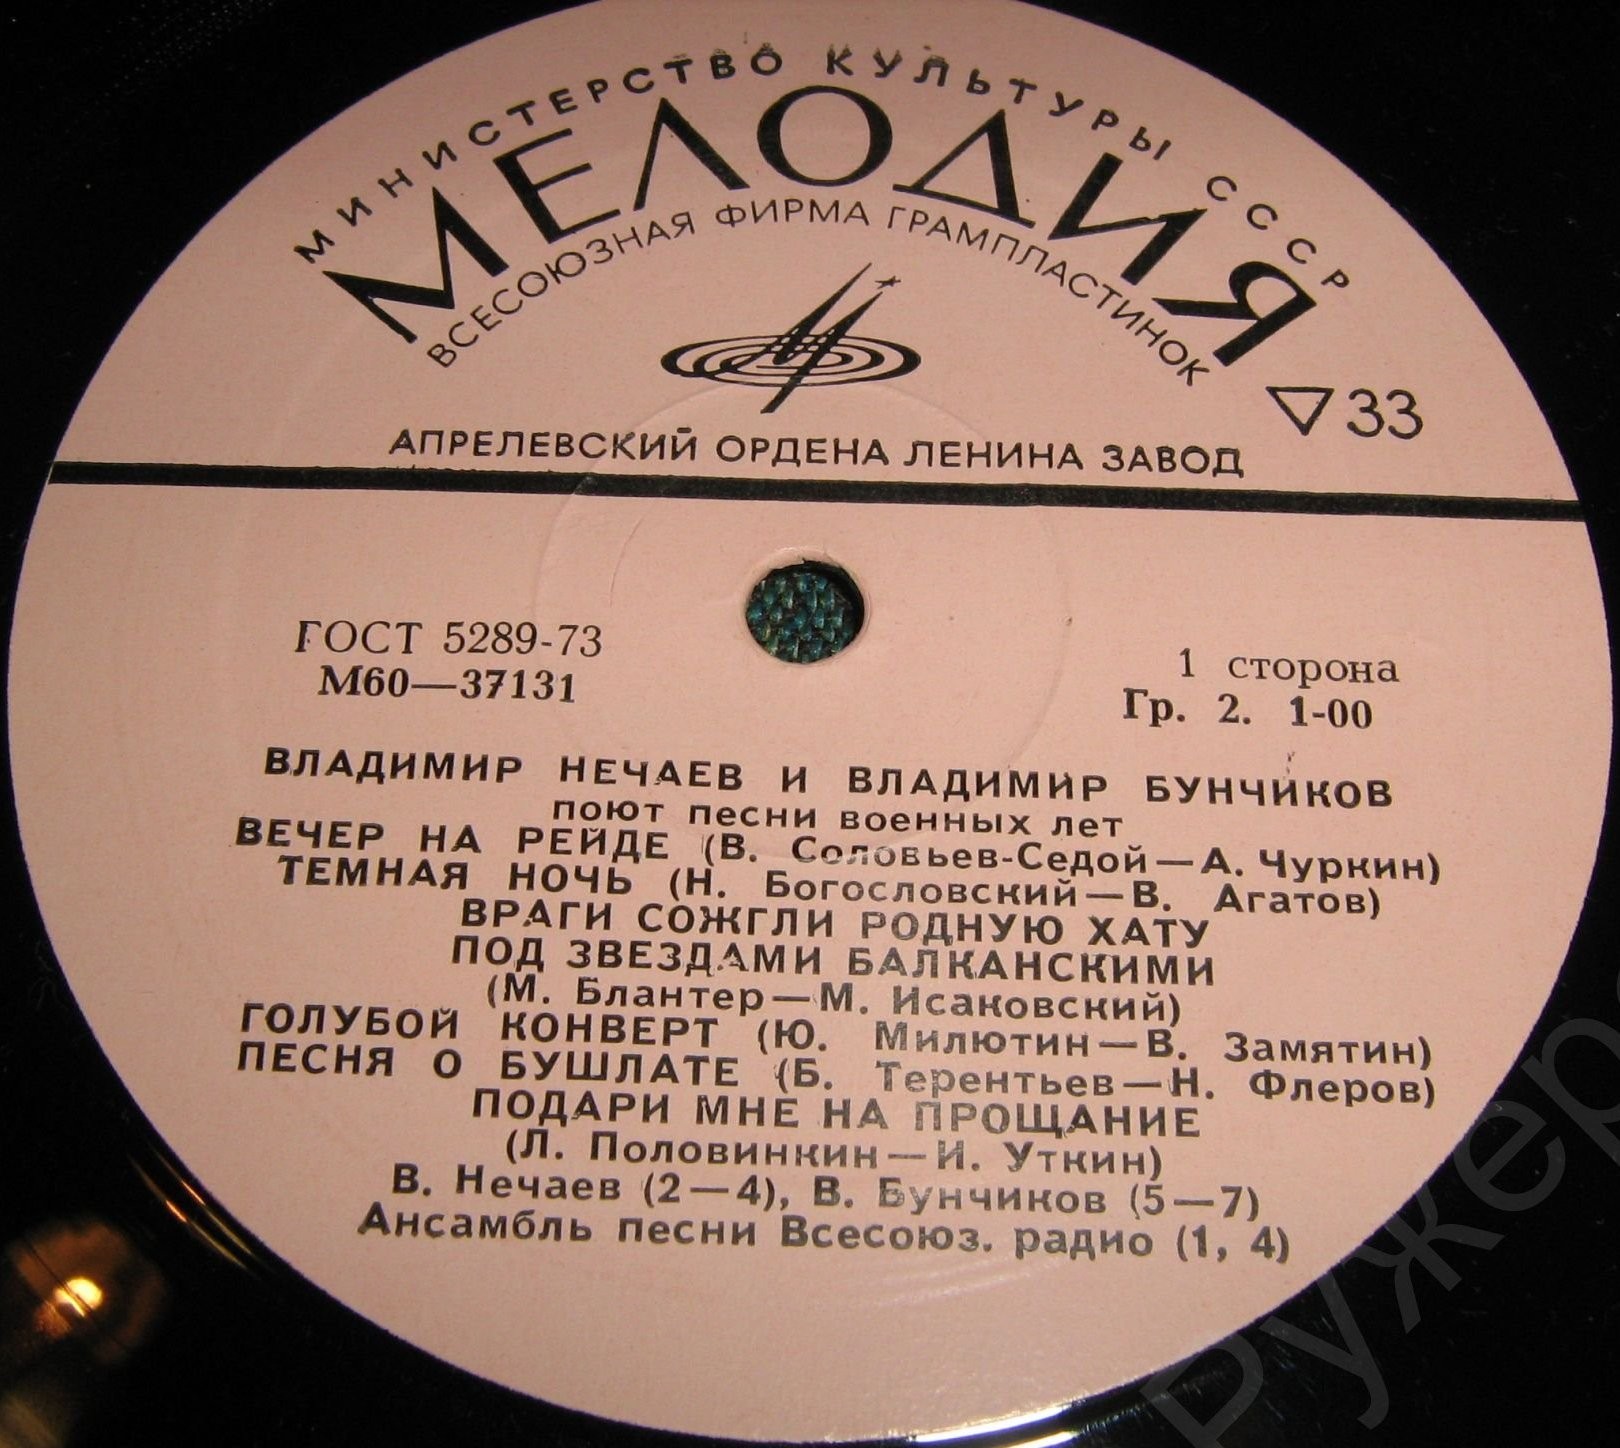 МИНИСТЕРСТВО КУЛЬТУРЫ СССР
МЕЛОДИЯ
ВСЕСОЮЗНАЯ ФИРМА ГРАМПЛАСТИНОК
▽33
АПРЕЛЕВСКИЙ ОРДЕНА ЛЕНИНА ЗАВОД
ГОСТ 5289-73
М60—37131
1 сторона
Гр. 2. 1-00
ВЛАДИМИР НЕЧАЕВ И ВЛАДИМИР БУНЧИКОВ
поют песни военных лет
ВЕЧЕР НА РЕЙДЕ (В. Соловьев-Седой—А. Чуркин)
ТЕМНАЯ НОЧЬ (Н. Богословский—В. Агатов)
ВРАГИ СОЖГЛИ РОДНУЮ ХАТУ
ПОД ЗВЕЗДАМИ БАЛКАНСКИМИ
(М. Блантер—М. Исаковский)
ГОЛУБОЙ КОНВЕРТ (Ю. Милютин—В. Замятин)
ПЕСНЯ О БУШЛАТЕ (Б. Терентьев—Н. Флеров)
ПОДАРИ МНЕ НА ПРОЩАНИЕ
(Л. Половинкин—И. Уткин)
В. Нечаев (2—4), В. Бунчиков (5—7)
Ансамбль песни Всесоюз. радио (1, 4)
Ружер